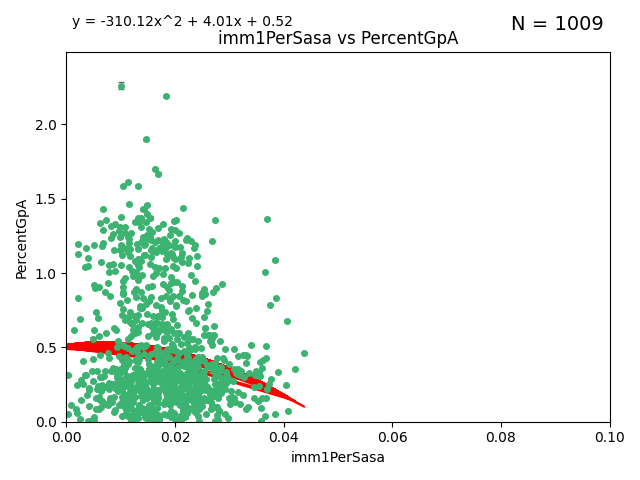 y = -310.12x^2 + 4.01x + 0.52
N = 1009
imm1PerSasa vs PercentGpA
PercentGpA
2.0
1.5
1.0
0.5
0.0
0.00 0.02 0.04 0.06 0.08 0.10
imm1PerSasa